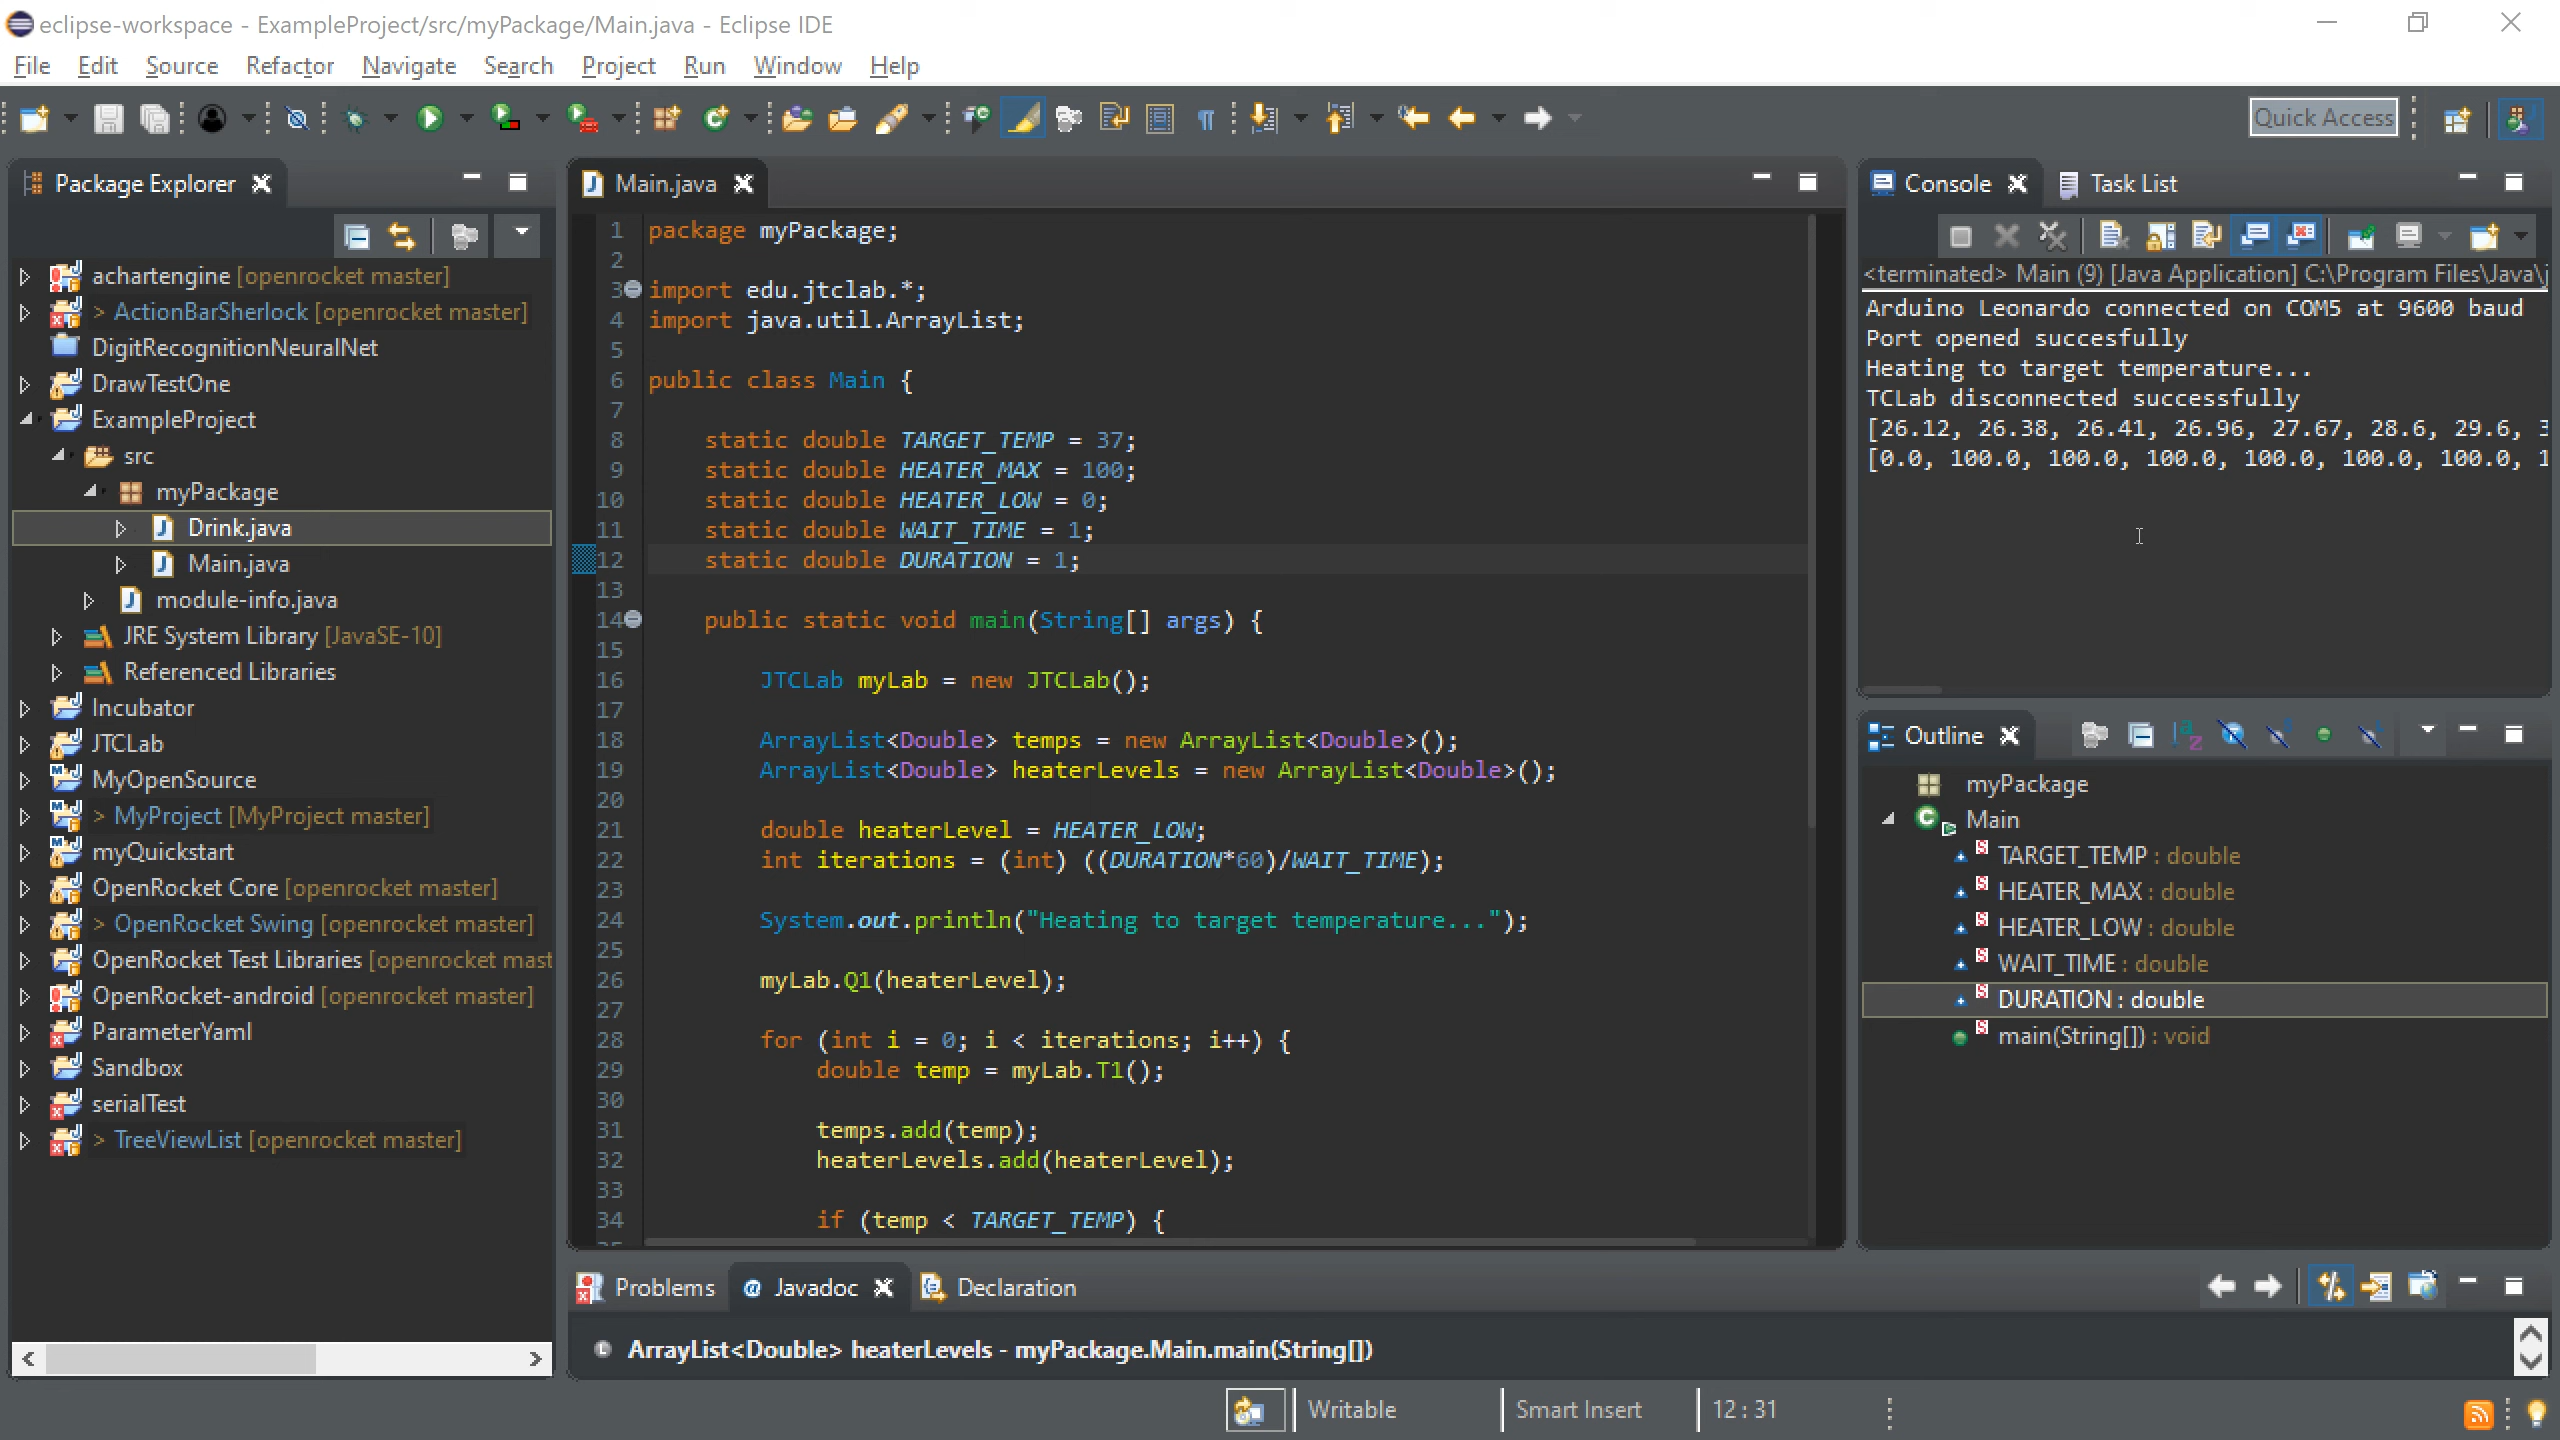 eclipse-workspace - ExampleProject/src/myPackage/Main.java - Eclipse IDE
File Edit Source Refactor Navigate Search Project Run Window Help
Quick Access
Package Explorer
achartengine [openrocket master]
> ActionBarSherlock [openrocket master]
DigitRecognitionNeuralNet
DrawTestOne
ExampleProject
src
myPackage
Drink.java
Main.java
module-info.java
JRE System Library [JavaSE-10]
Referenced Libraries
Incubator
JTCLab
MyOpenSource
> MyProject [MyProject master]
myQuickstart
OpenRocket Core [openrocket master]
> OpenRocket Swing [openrocket master]
OpenRocket Test Libraries [openrocket mast
OpenRocket-android [openrocket master]
ParameterYaml
Sandbox
serialTest
> TreeViewList [openrocket master]
Main.java
1 package myPackage;
2
3 import edu.jtclab.*;
4 import java.util.ArrayList;
5
6 public class Main {
7
8 static double TARGET_TEMP = 37;
9 static double HEATER_MAX = 100;
10 static double HEATER_LOW = 0;
11 static double WAIT_TIME = 1;
12 static double DURATION = 1;
13
14 public static void main(String[] args) {
15
16 JTCLab myLab = new JTCLab();
17
18 ArrayList<Double> temps = new ArrayList<Double>();
19 ArrayList<Double> heaterLevels = new ArrayList<Double>();
20
21 double heaterLevel = HEATER_LOW;
22 int iterations = (int) ((DURATION*60)/WAIT_TIME);
23
24 System.out.println("Heating to target temperature...");
25
26 myLab.Q1(heaterLevel);
27
28 for (int i = 0; i < iterations; i++) {
29 double temp = myLab.T1();
30
31 temps.add(temp);
32 heaterLevels.add(heaterLevel);
33
34 if (temp < TARGET_TEMP) {
Console Task List
<terminated> Main (9) [Java Application] C:\Program Files\Java\j
Arduino Leonardo connected on COM5 at 9600 baud
Port opened succesfully
Heating to target temperature...
TCLab disconnected successfully
[26.12, 26.38, 26.41, 26.96, 27.67, 28.6, 29.6, 3
[0.0, 100.0, 100.0, 100.0, 100.0, 100.0, 100.0, 1
Outline
myPackage
Main
TARGET_TEMP : double
HEATER_MAX : double
HEATER_LOW : double
WAIT_TIME : double
DURATION : double
main(String[]) : void
Problems @ Javadoc Declaration
ArrayList<Double> heaterLevels - myPackage.Main.main(String[])
Writable Smart Insert 12 : 31